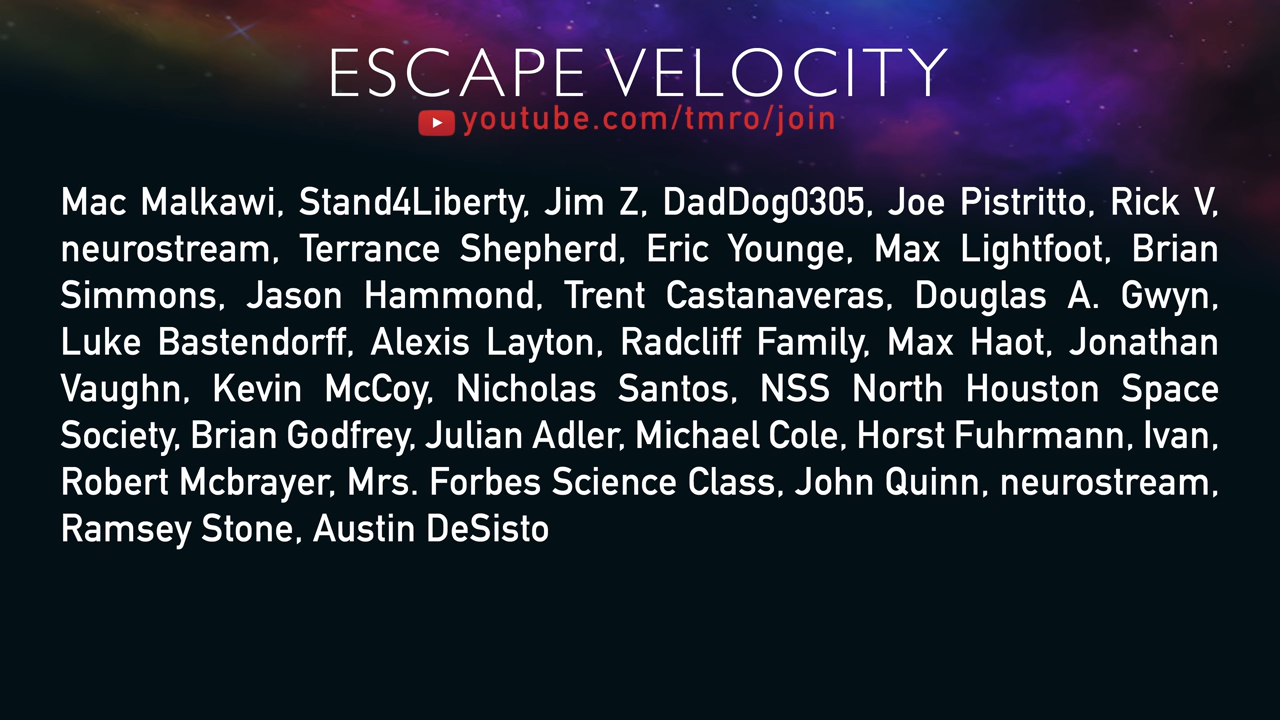 ESCAPE VELOCITY
youtube.com/tmro/join
Mac Malkawi, Stand4Liberty, Jim Z, DadDog0305, Joe Pistritto, Rick V,
neurostream, Terrance Shepherd, Eric Younge, Max Lightfoot, Brian
Simmons, Jason Hammond, Trent Castanaveras, Douglas A. Gwyn,
Luke Bastendorff, Alexis Layton, Radcliff Family, Max Haot, Jonathan
Vaughn, Kevin McCoy, Nicholas Santos, NSS North Houston Space
Society, Brian Godfrey, Julian Adler, Michael Cole, Horst Fuhrmann, Ivan,
Robert Mcbrayer, Mrs. Forbes Science Class, John Quinn, neurostream,
Ramsey Stone, Austin DeSisto